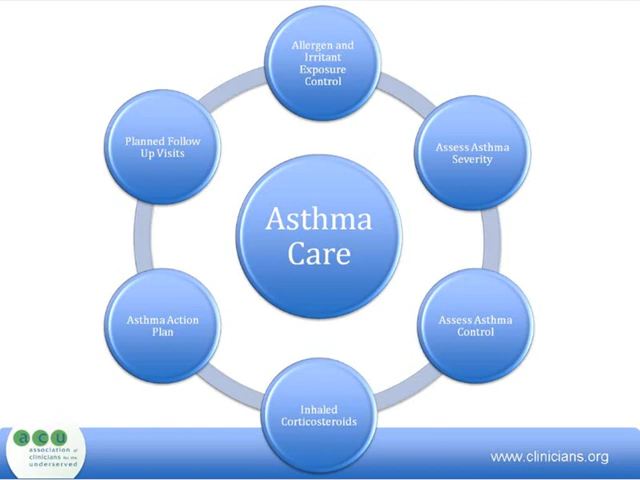 Allergen and
Irritant
Exposure
Control
Planned Follow
Up Visits
Assess Asthma
Severity
Asthma
Care
Asthma Action
Plan
Assess Asthma
Control
Inhaled
Corticosteroids
acu
association of
clinicians for the
underserved
www.clinicians.org